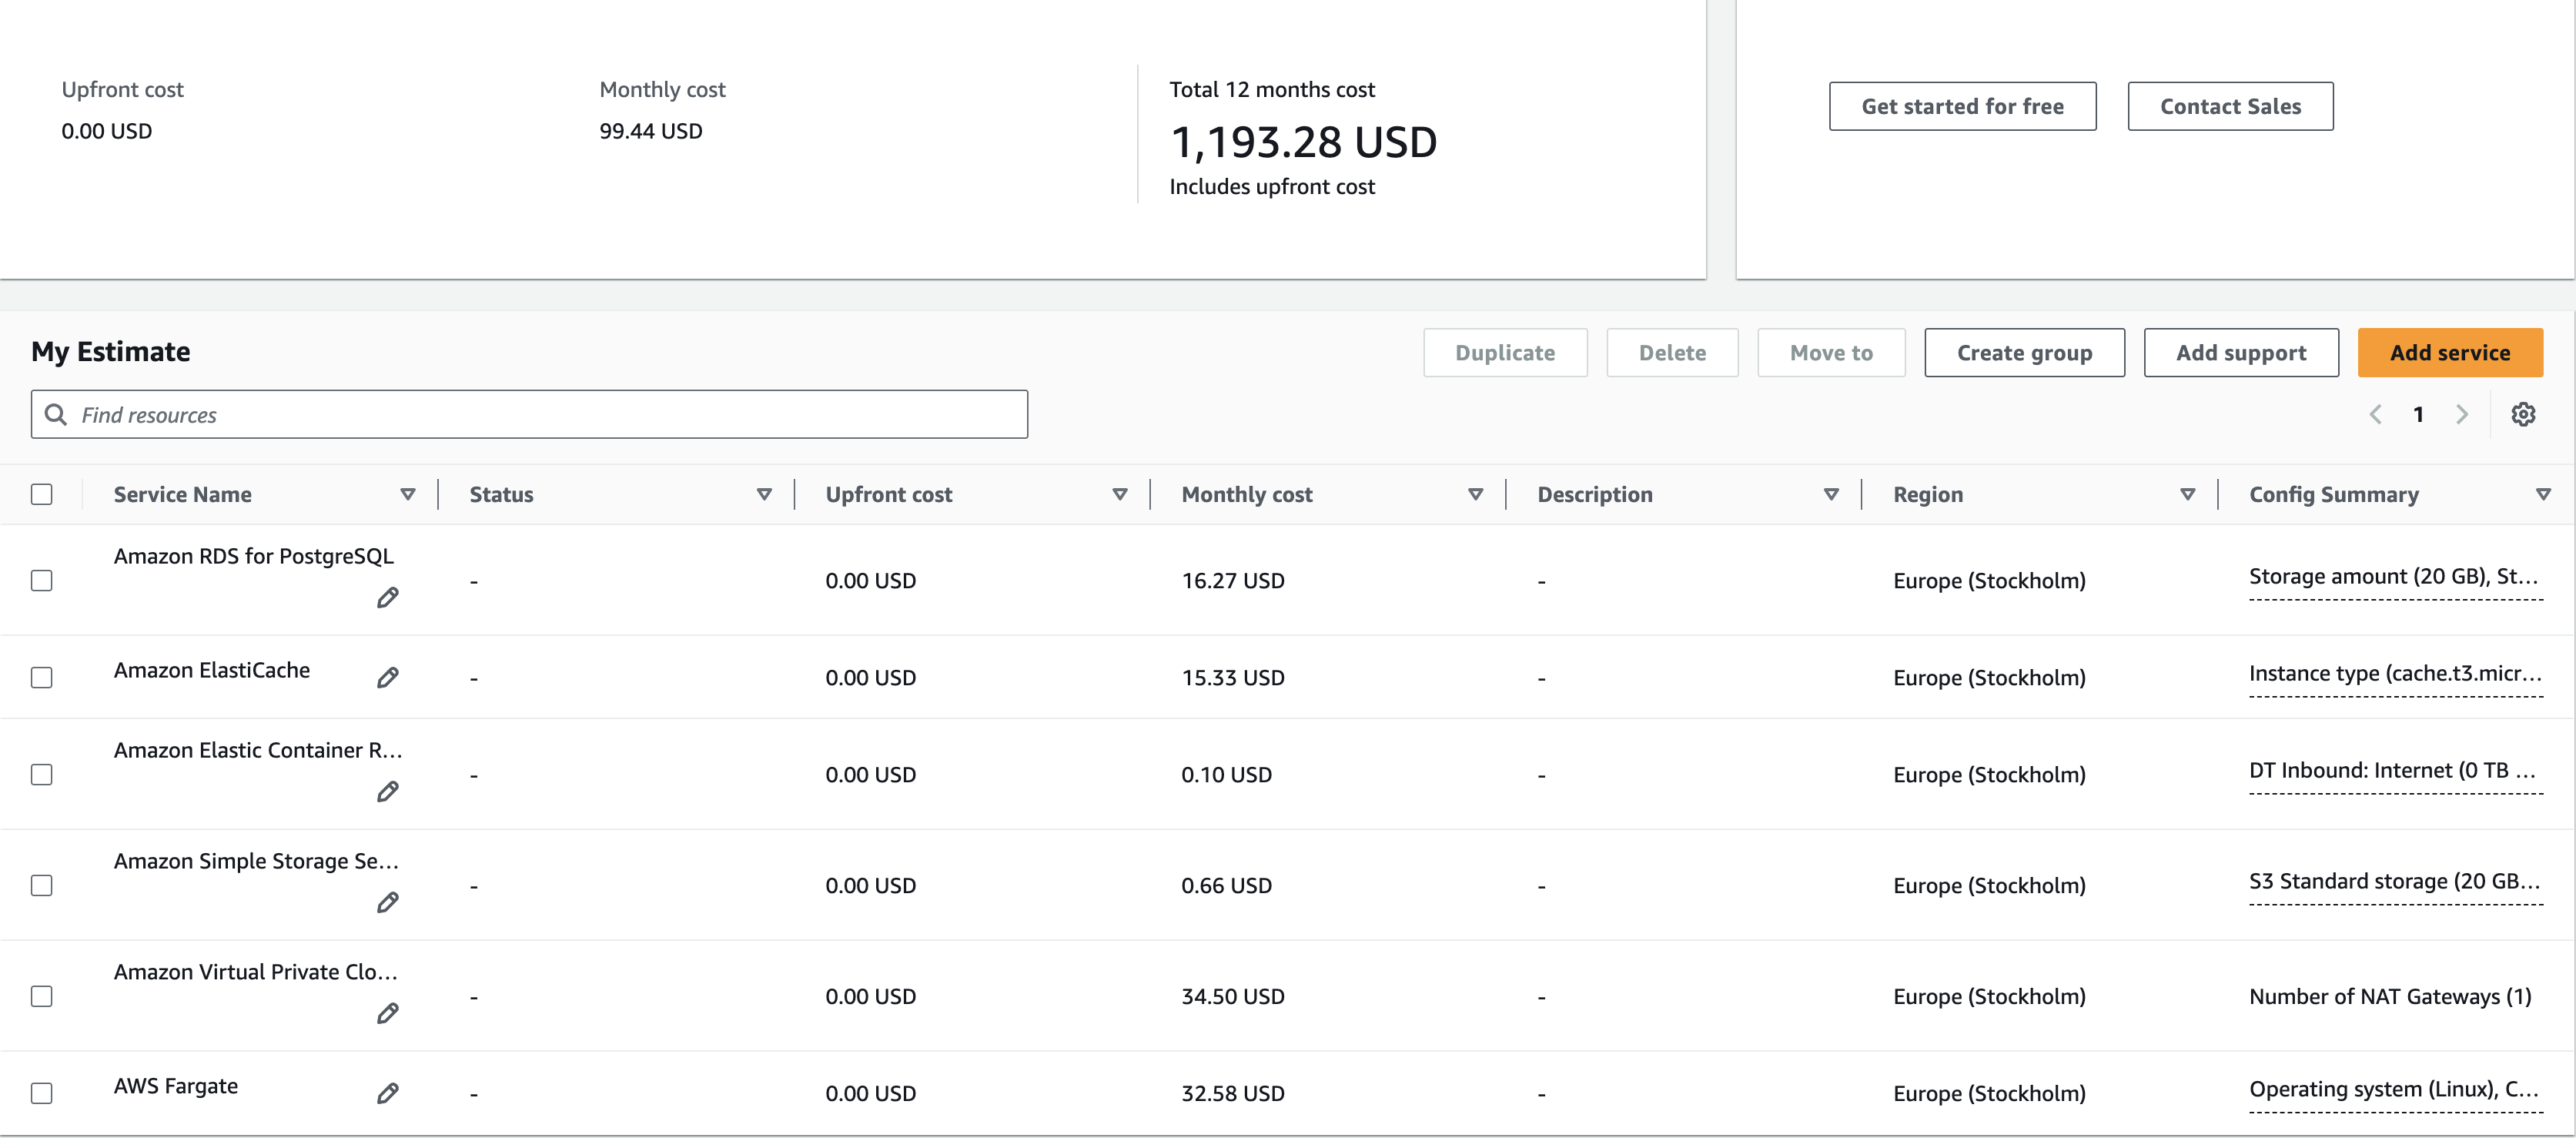 Upfront cost
0.00 USD
Monthly cost
99.44 USD
Total 12 months cost
1,193.28 USD
Includes upfront cost
Get started for free
Contact Sales
My Estimate
Duplicate
Delete
Move to
Create group
Add support
Add service
Find resources
1
Service Name Status Upfront cost Monthly cost Description Region Config Summary
Amazon RDS for PostgreSQL - 0.00 USD 16.27 USD - Europe (Stockholm) Storage amount (20 GB), St...
Amazon ElastiCache - 0.00 USD 15.33 USD - Europe (Stockholm) Instance type (cache.t3.micr...
Amazon Elastic Container R... - 0.00 USD 0.10 USD - Europe (Stockholm) DT Inbound: Internet (0 TB ...
Amazon Simple Storage Se... - 0.00 USD 0.66 USD - Europe (Stockholm) S3 Standard storage (20 GB...
Amazon Virtual Private Clo... - 0.00 USD 34.50 USD - Europe (Stockholm) Number of NAT Gateways (1)
AWS Fargate - 0.00 USD 32.58 USD - Europe (Stockholm) Operating system (Linux), C...